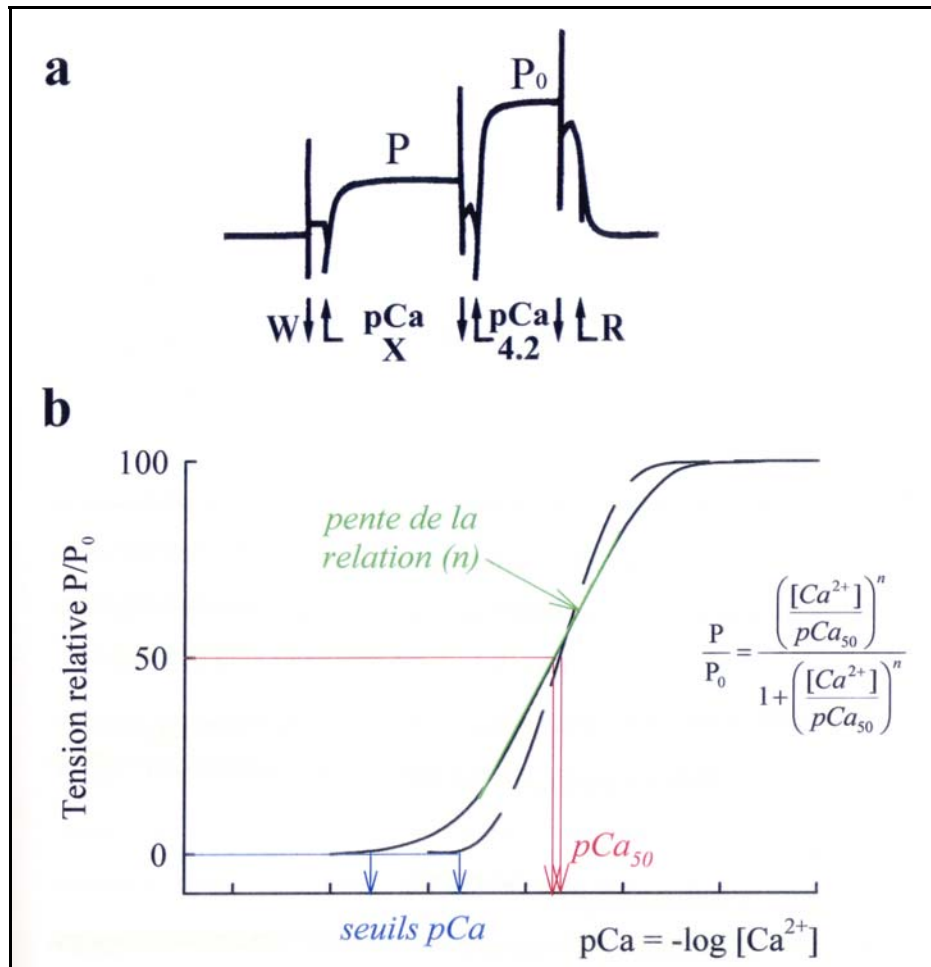 a
P
P₀
W pCa pCa R
X 4.2
b
100
50
0
Tension relative P/P₀
pente de la
relation (n)
P/P₀ = ([Ca²⁺]/pCa₅₀)ⁿ / 1+([Ca²⁺]/pCa₅₀)ⁿ
pCa₅₀
seuils pCa
pCa = -log [Ca²⁺]